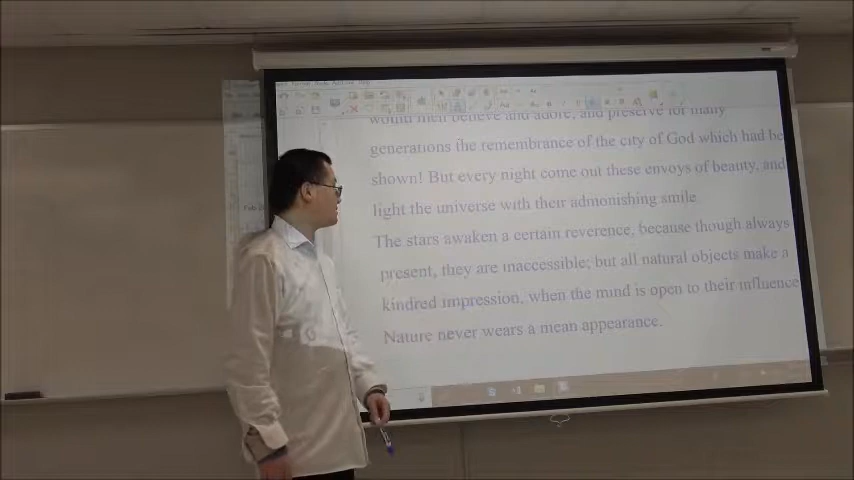 would men believe and adore; and preserve for many
generations the remembrance of the city of God which had be
shown! But every night come out these envoys of beauty, and
light the universe with their admonishing smile.
The stars awaken a certain reverence, because though always
present, they are inaccessible; but all natural objects make a
kindred impression, when the mind is open to their influence
Nature never wears a mean appearance.